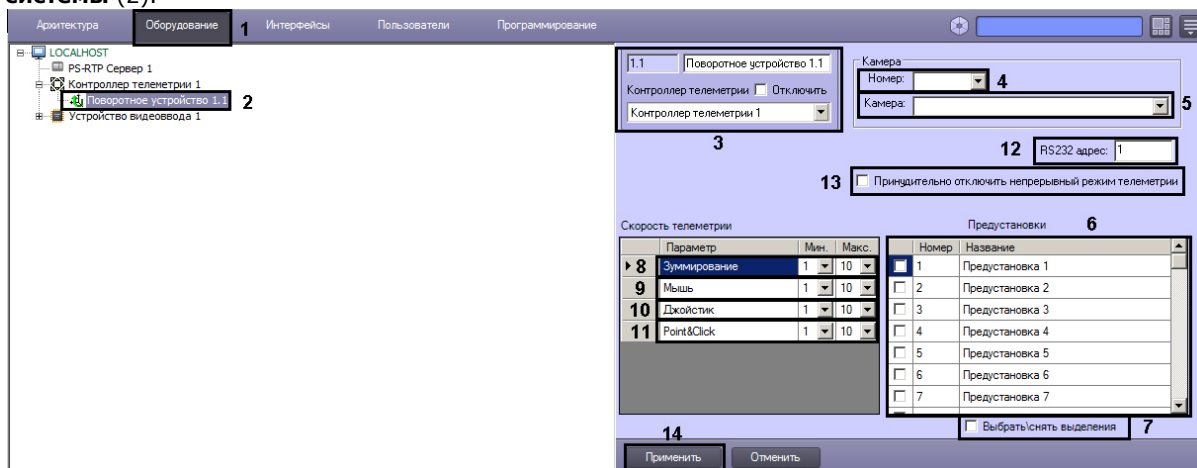 системы (2).
Архитектура Оборудование 1 Интерфейсы Пользователи Программирование
LOCALHOST
PS-RTP Сервер 1
Контроллер телеметрии 1
Поворотное устройство 1.1 2
Устройство видеоввода 1
1.1 Поворотное устройство 1.1
Контроллер телеметрии Отключить
Контроллер телеметрии 1
3
Камера
Номер: 4
Камера: 5
12 RS232 адрес: 1
13 Принудительно отключить непрерывный режим телеметрии
Скорость телеметрии
Параметр Мин. Макс.
8 Зуммирование 1 10
9 Мышь 1 10
10 Джойстик 1 10
11 Point&Click 1 10
Предустановки 6
Номер Название
1 Предустановка 1
2 Предустановка 2
3 Предустановка 3
4 Предустановка 4
5 Предустановка 5
6 Предустановка 6
7 Предустановка 7
Выбрать\снять выделения 7
14
Применить Отменить